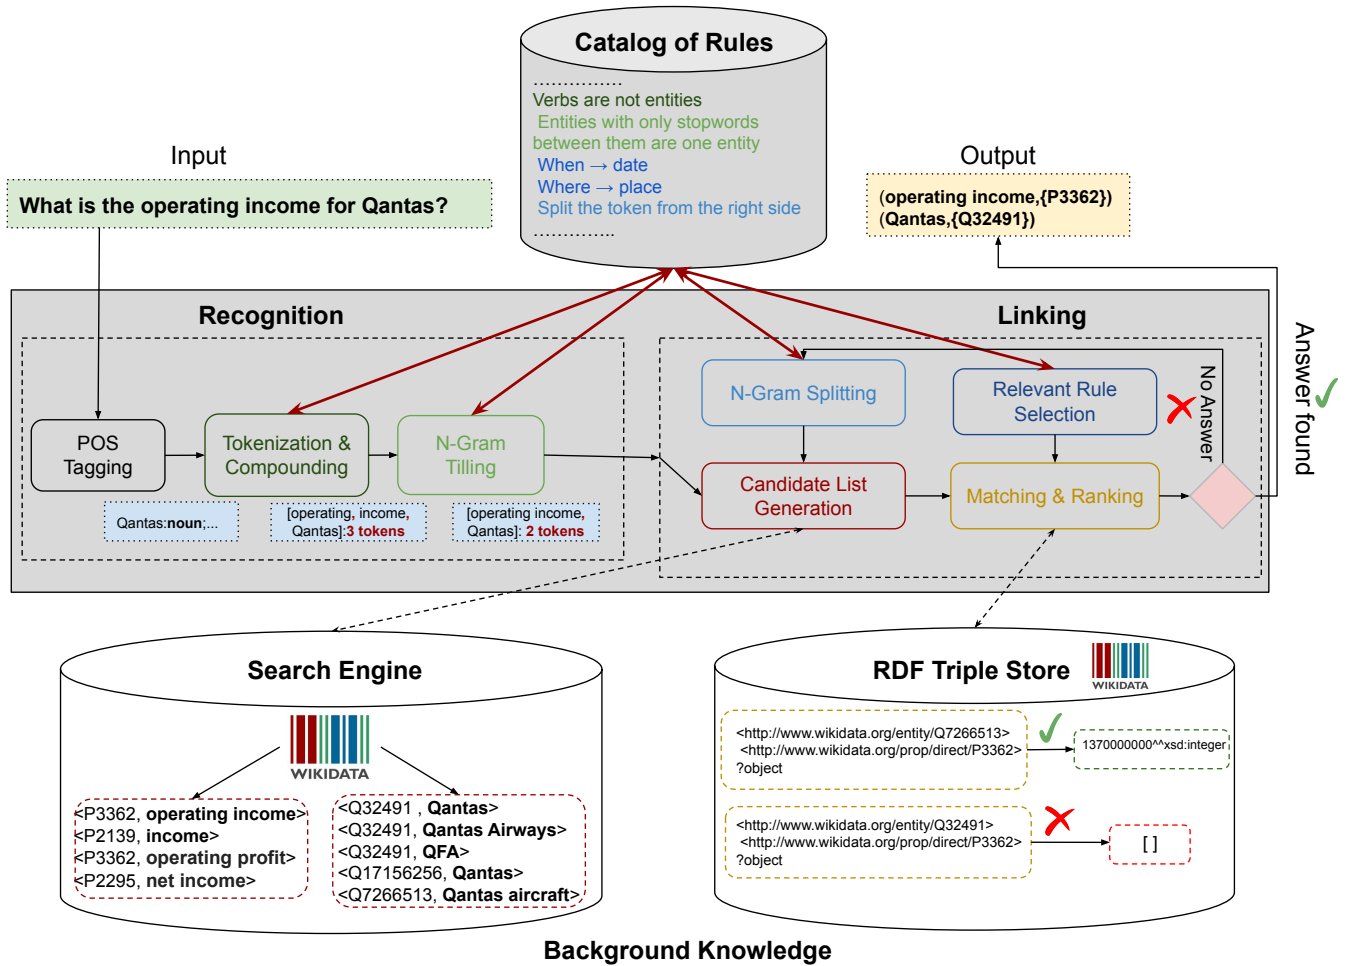 Catalog of Rules
...............
Verbs are not entities
Entities with only stopwords
between them are one entity
When → date
Where → place
Split the token from the right side
..............
Input
What is the operating income for Qantas?
Output
(operating income,{P3362})
(Qantas,{Q32491})
Recognition
Linking
POS
Tagging
Tokenization &
Compounding
N-Gram
Tilling
Qantas:noun;...
[operating, income,
Qantas]:3 tokens
[operating income,
Qantas]: 2 tokens
N-Gram Splitting
Relevant Rule
Selection
Candidate List
Generation
Matching & Ranking
No Answer
Answer found
Search Engine
WIKIDATA
<P3362, operating income>
<P2139, income>
<P3362, operating profit>
<P2295, net income>
<Q32491 , Qantas>
<Q32491, Qantas Airways>
<Q32491, QFA>
<Q17156256, Qantas>
<Q7266513, Qantas aircraft>
RDF Triple Store
WIKIDATA
<http://www.wikidata.org/entity/Q7266513>
<http://www.wikidata.org/prop/direct/P3362>
?object
1370000000^^xsd:integer
<http://www.wikidata.org/entity/Q32491>
<http://www.wikidata.org/prop/direct/P3362>
?object
[ ]
Background Knowledge